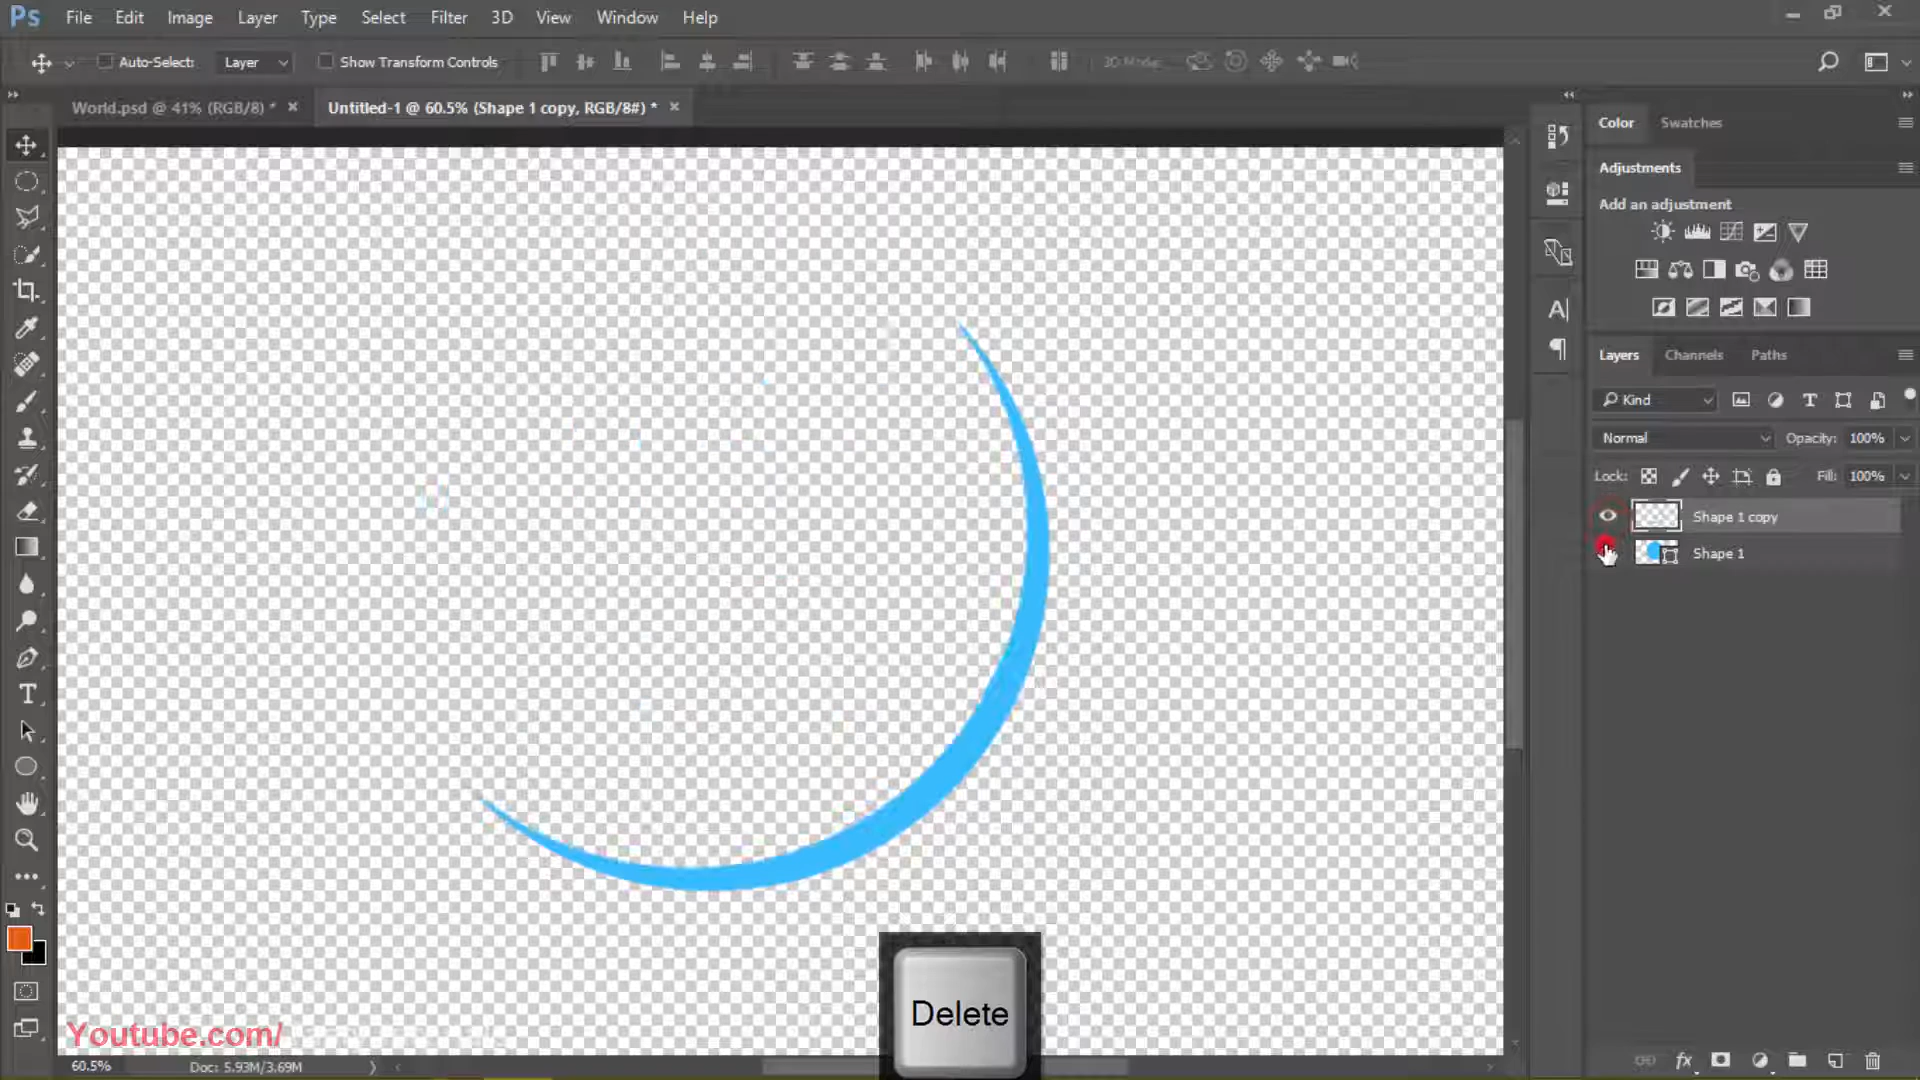 Ps File Edit Image Layer Type Select Filter 3D View Window Help
Auto-Select: Layer Show Transform Controls 3D Mode:
World.psd @ 41% (RGB/8) * × Untitled-1 @ 60.5% (Shape 1 copy, RGB/8#) * ×
Color Swatches
Adjustments
Add an adjustment
Layers Channels Paths
Kind
Normal Opacity: 100%
Lock: Fill: 100%
Shape 1 copy
Shape 1
Delete
Youtube.com/
60.5% Doc: 5.93M/3.69M